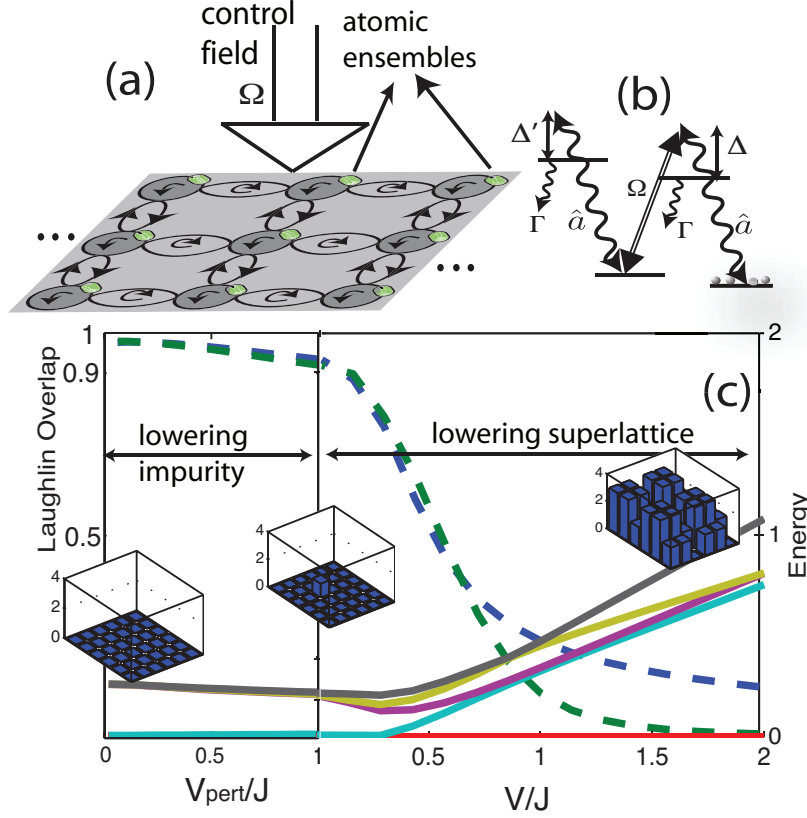 control
field
Ω
atomic
ensembles
(a)
(b)
Δ'
Δ
Ω
Γ
â
Γ
â
...
...
1
0.9
0.5
Laughlin Overlap
(c)
lowering
impurity
lowering superlattice
4
2
0
4
2
0
4
2
0
2
1
0
Energy
0
0.5
1
0.5
1
1.5
2
Vpert/J
V/J